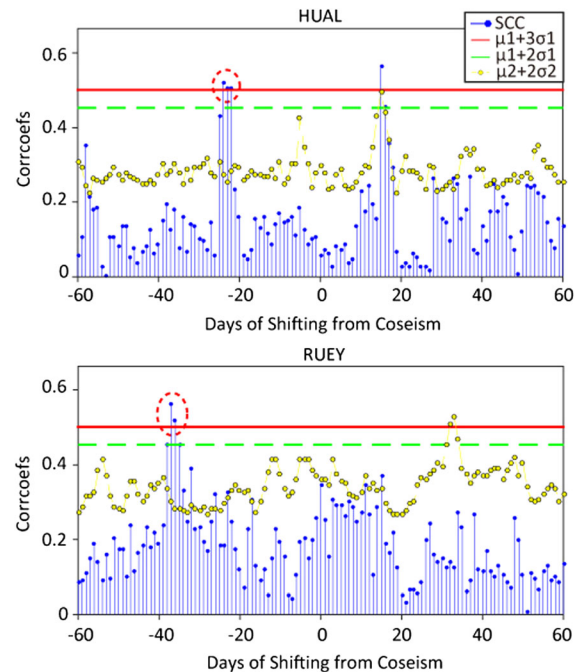 HUAL
SCC
μ1+3σ1
μ1+2σ1
μ2+2σ2
0.6
0.4
0.2
0
Corrcoefs
-60 -40 -20 0 20 40 60
Days of Shifting from Coseism
RUEY
0.6
0.4
0.2
0
Corrcoefs
-60 -40 -20 0 20 40 60
Days of Shifting from Coseism